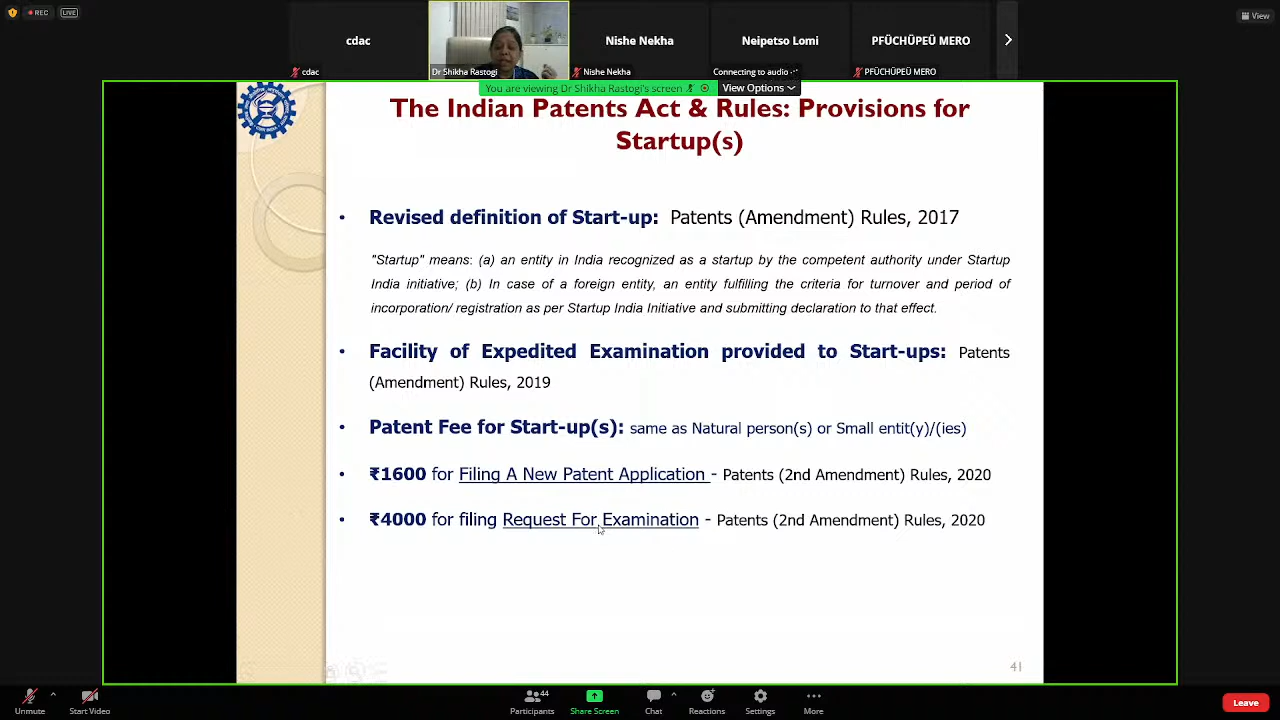 REC
LIVE
View
cdac
Nishe Nekha
Neipetso Lomi
PFÜCHÜPEÜ MERO
cdac
Dr Shikha Rastogi
Nishe Nekha
Connecting to audio
PFÜCHÜPEÜ MERO
You are viewing Dr Shikha Rastogi's screen
View Options
The Indian Patents Act & Rules: Provisions for
Startup(s)
• Revised definition of Start-up: Patents (Amendment) Rules, 2017
"Startup" means: (a) an entity in India recognized as a startup by the competent authority under Startup
India initiative; (b) In case of a foreign entity, an entity fulfilling the criteria for turnover and period of
incorporation/ registration as per Startup India Initiative and submitting declaration to that effect.
• Facility of Expedited Examination provided to Start-ups: Patents
(Amendment) Rules, 2019
• Patent Fee for Start-up(s): same as Natural person(s) or Small entit(y)/(ies)
• ₹1600 for Filing A New Patent Application - Patents (2nd Amendment) Rules, 2020
• ₹4000 for filing Request For Examination - Patents (2nd Amendment) Rules, 2020
41
Unmute
Start Video
44
Participants
Share Screen
Chat
Reactions
Settings
More
Leave